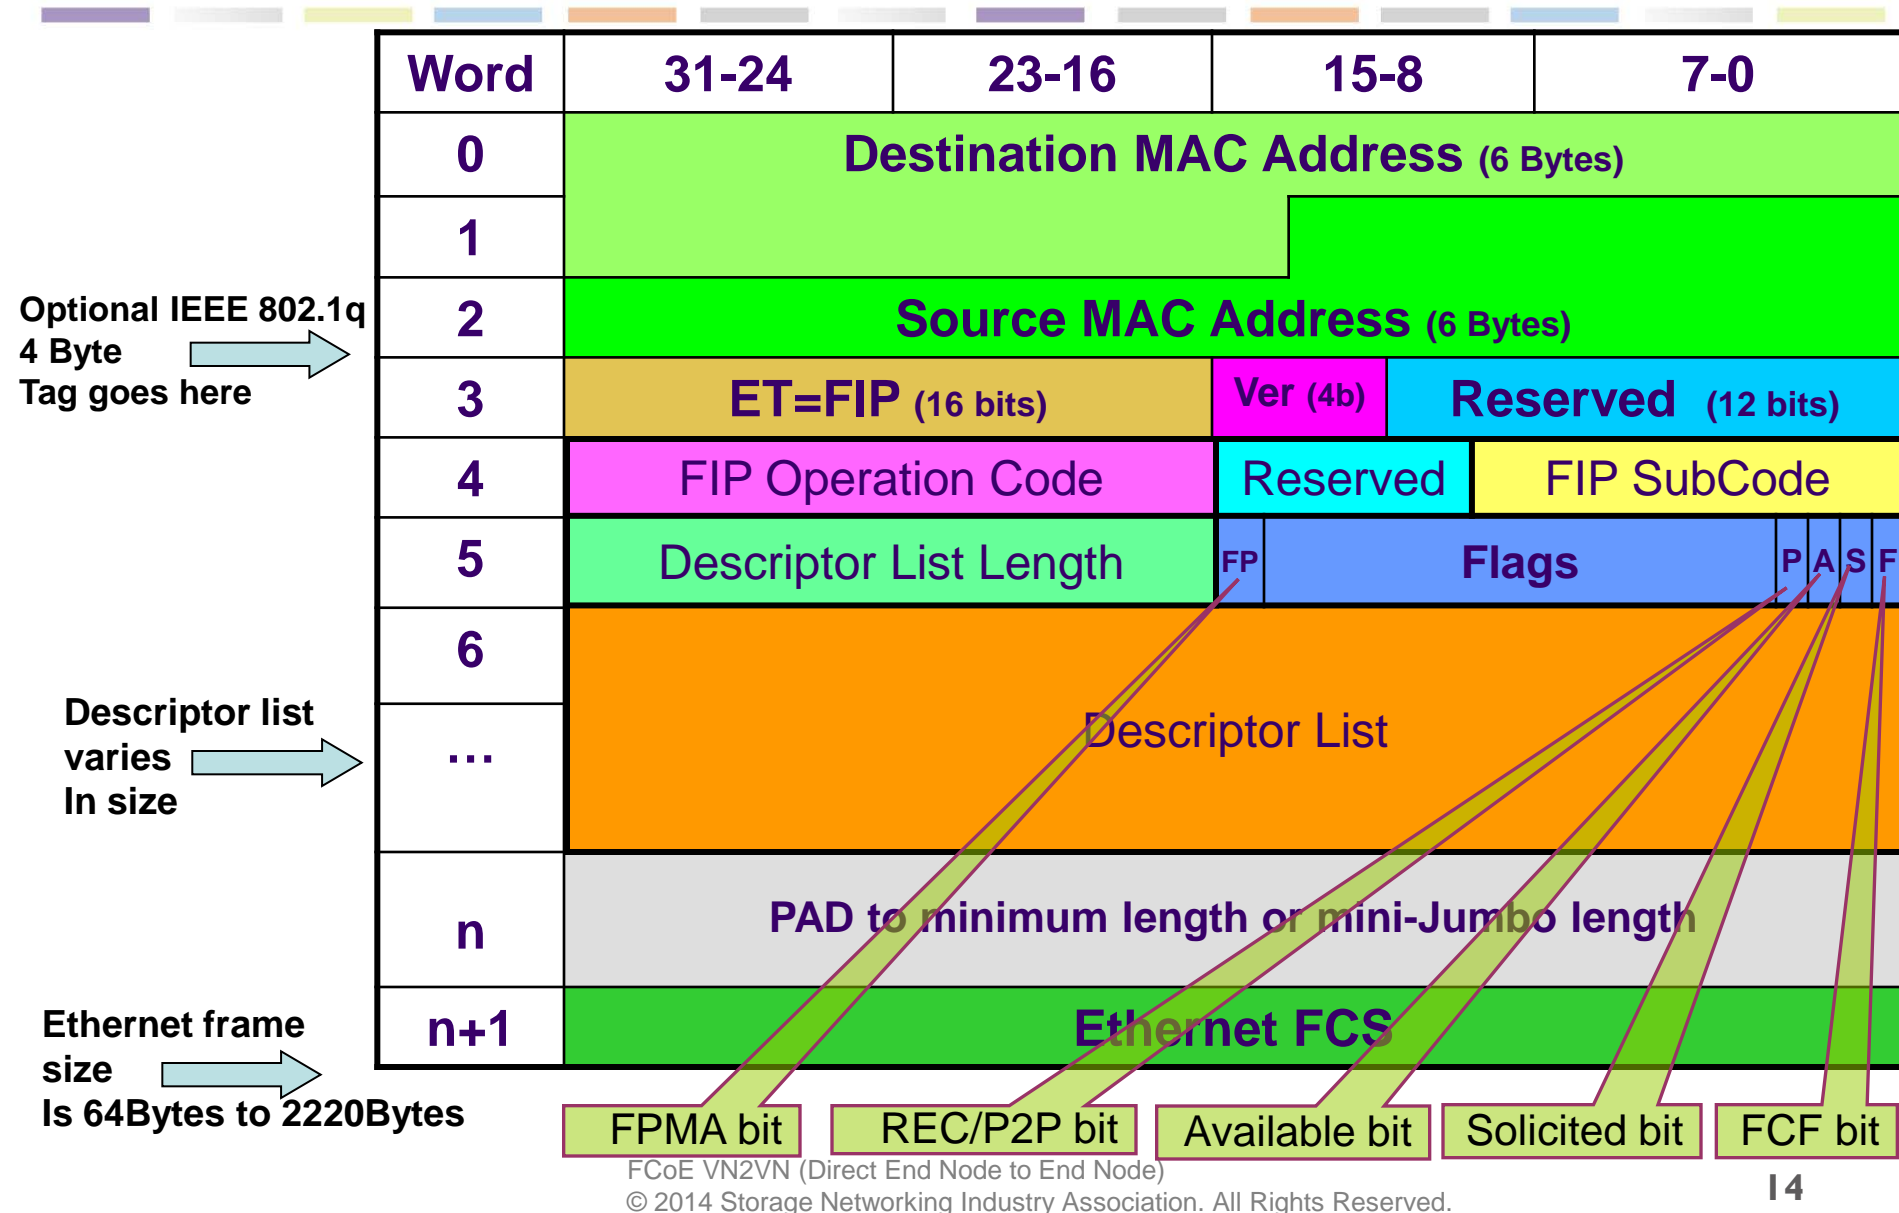 Word 31-24 23-16 15-8 7-0
0 Destination MAC Address (6 Bytes)
1
Optional IEEE 802.1q
4 Byte
Tag goes here
2 Source MAC Address (6 Bytes)
3 ET=FIP (16 bits) Ver (4b) Reserved (12 bits)
4 FIP Operation Code Reserved FIP SubCode
5 Descriptor List Length FP Flags P A S F
6
Descriptor list
varies
In size
... Descriptor List
n PAD to minimum length or mini-Jumbo length
Ethernet frame
size
Is 64Bytes to 2220Bytes
n+1 Ethernet FCS
FPMA bit REC/P2P bit Available bit Solicited bit FCF bit
FCoE VN2VN (Direct End Node to End Node)
© 2014 Storage Networking Industry Association. All Rights Reserved.
14